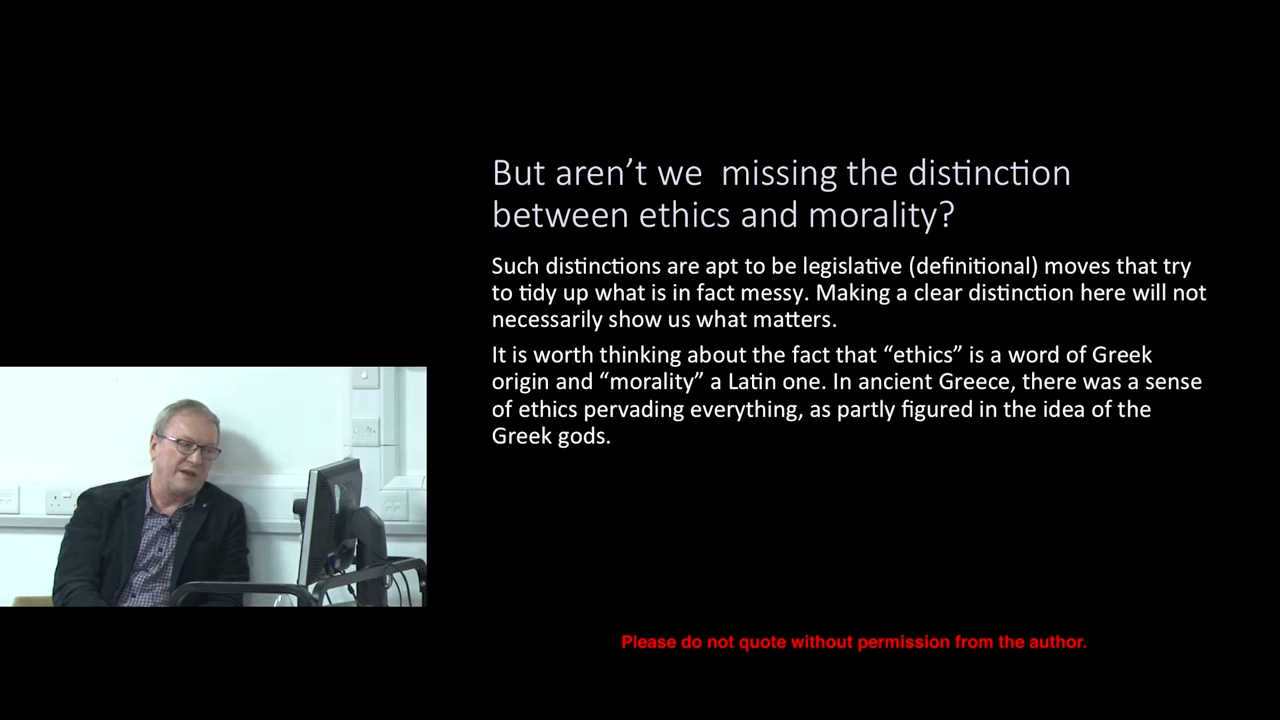 But aren’t we  missing the distinction
between ethics and morality?
Such distinctions are apt to be legislative (definitional) moves that try
to tidy up what is in fact messy. Making a clear distinction here will not
necessarily show us what matters.
It is worth thinking about the fact that “ethics” is a word of Greek
origin and “morality” a Latin one. In ancient Greece, there was a sense
of ethics pervading everything, as partly figured in the idea of the
Greek gods.
Please do not quote without permission from the author.